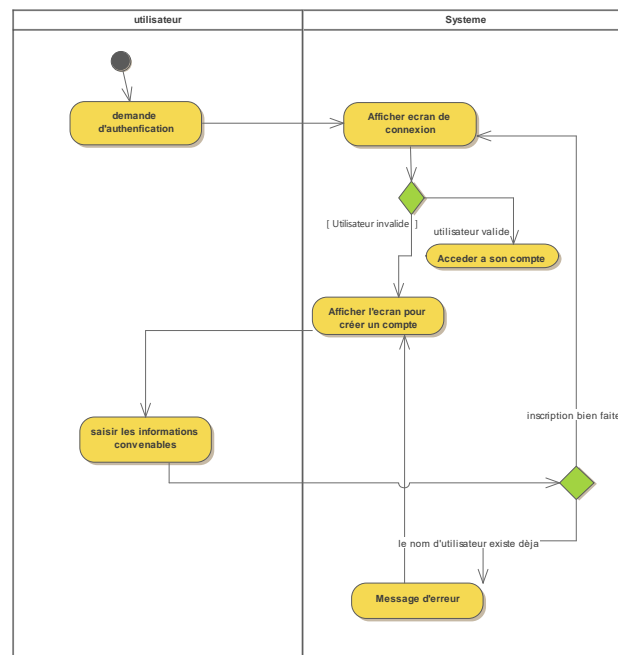 utilisateur
Systeme
demande
d'authenfication
Afficher ecran de
connexion
[ Utilisateur invalide ]
utilisateur valide
Acceder a son compte
Afficher l'ecran pour
créer un compte
inscription bien faite
saisir les informations
convenables
le nom d'utilisateur existe dèja
Message d'erreur